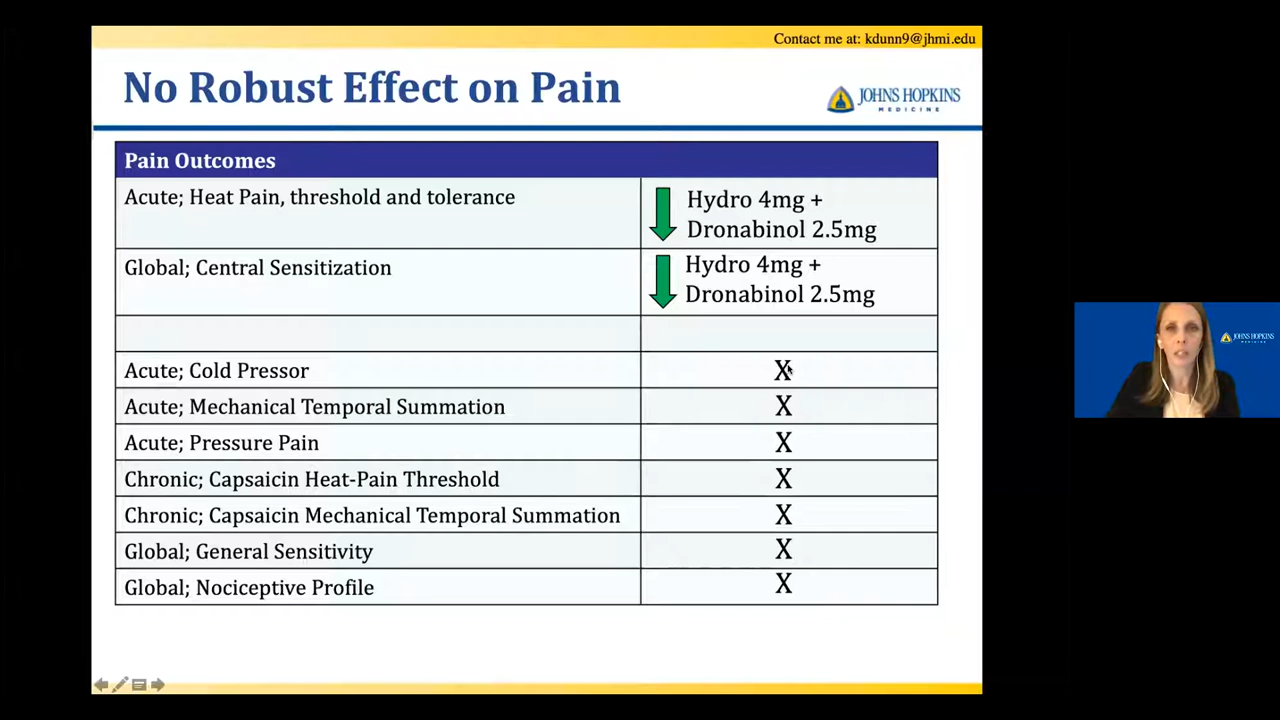 Contact me at: kdunn9@jhmi.edu
No Robust Effect on Pain
JOHNS HOPKINS
MEDICINE
Pain Outcomes
Acute; Heat Pain, threshold and tolerance
Hydro 4mg +
Dronabinol 2.5mg
Global; Central Sensitization
Hydro 4mg +
Dronabinol 2.5mg
Acute; Cold Pressor X
Acute; Mechanical Temporal Summation X
Acute; Pressure Pain X
Chronic; Capsaicin Heat-Pain Threshold X
Chronic; Capsaicin Mechanical Temporal Summation X
Global; General Sensitivity X
Global; Nociceptive Profile X
JOHNS HOPKINS